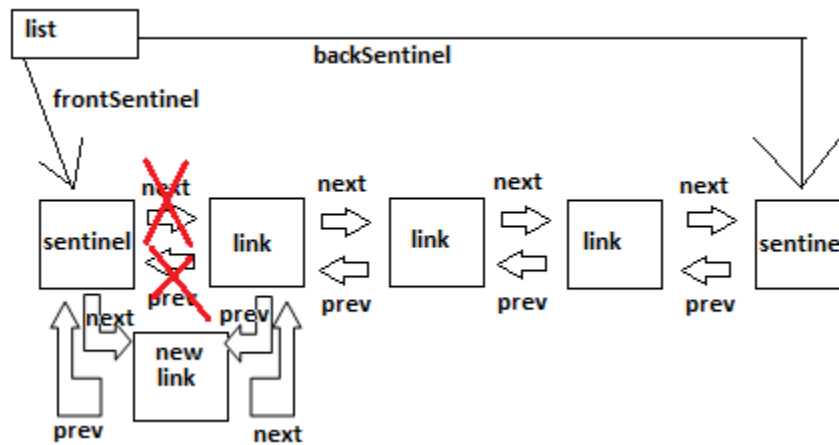 list
backSentinel
frontSentinel
next
next
next
next
sentinel
link
link
link
sentinel
prev
prev
prev
prev
next
prev
new
link
prev
next